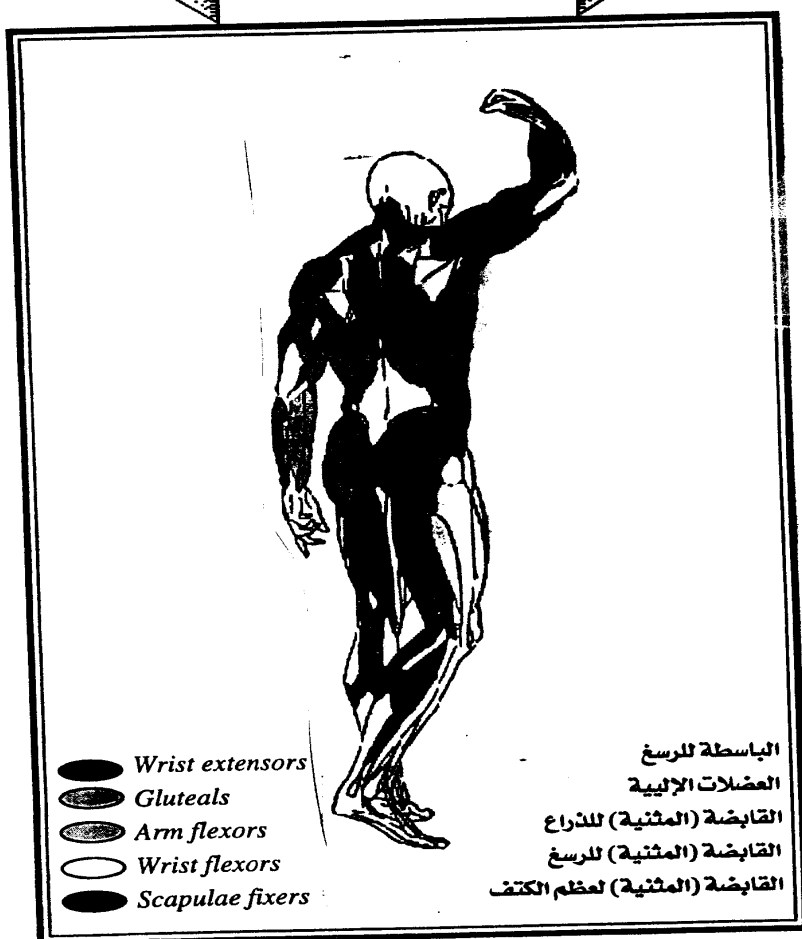 Wrist extensors
Gluteals
Arm flexors
Wrist flexors
Scapulae fixers
الباسطة للرسغ
العضلات الإليية
القابضة (المثنية) للذراع
القابضة (المثنية) للرسغ
القابضة (المثنية) لعظم الكتف